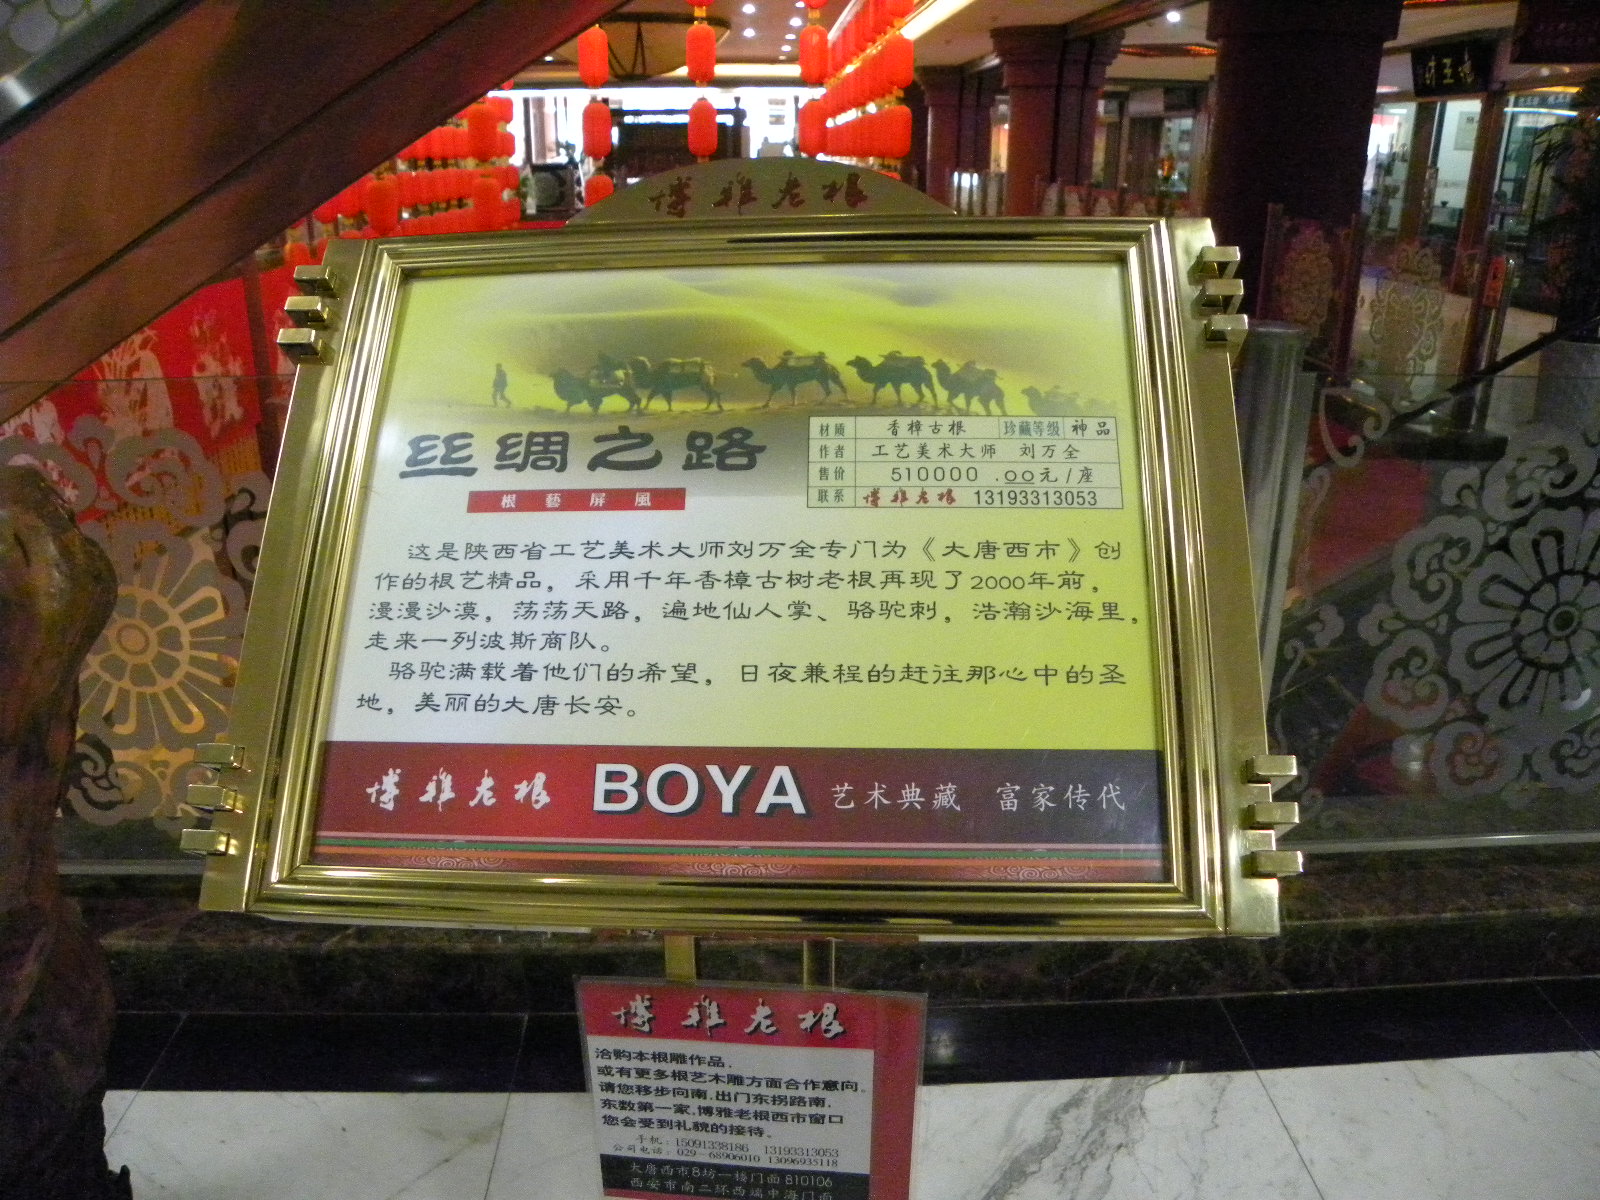 博雅老根
丝绸之路
根藝屏風
材质 香樟古根 珍藏等级 神品
作者 工艺美术大师 刘万全
售价 510000.00元/座
联系 博雅老根 13193313053
这是陕西省工艺美术大师刘万全专门为《大唐西市》创
作的根艺精品，采用千年香樟古树老根再现了2000年前，
漫漫沙漠，荡荡天路，遍地仙人掌、骆驼刺，浩瀚沙海里，
走来一列波斯商队。
骆驼满载着他们的希望，日夜兼程的赶往那心中的圣
地，美丽的大唐长安。
博雅老根 BOYA 艺术典藏 富家传代
博雅老根
洽购本根雕作品，
或有更多根艺木雕方面合作意向。
请您移步向南,出门东拐路南,
东数第一家,博雅老根西市窗口
您会受到礼貌的接待。
手机：15091338186 13193313053
公司电话：029-68906010 13096935118
大唐西市8坊一楼门面810106
西安市南二环西端中海门面